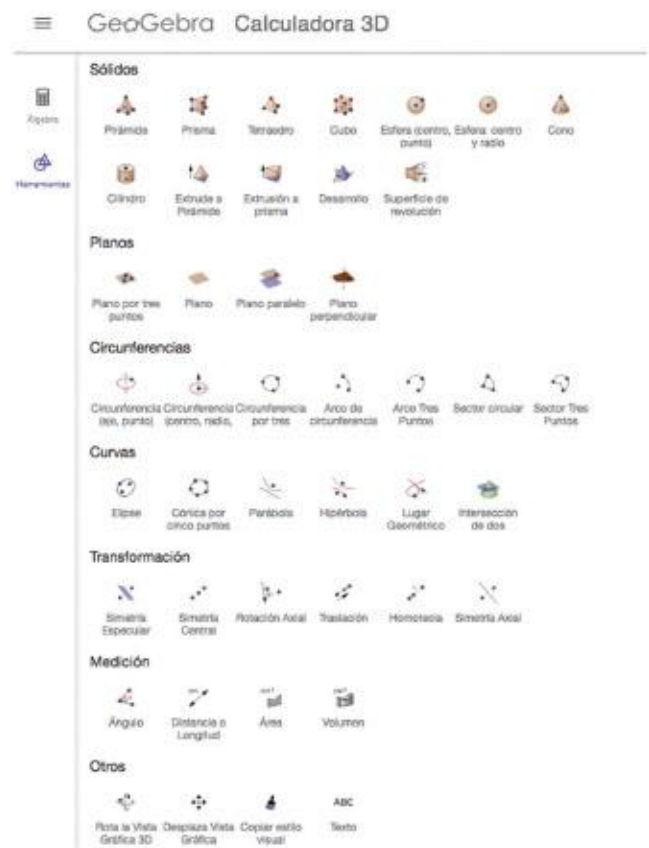 GeoGebra Calculadora 3D
Álgebra
Herramientas
Sólidos
Pirámide Prisma Tetraedro Cubo Esfera (centro, punto) Esfera: centro y radio Cono
Cilindro Extrude a Pirámide Extrusión a prisma Desarrollo Superficie de revolución
Planos
Plano por tres puntos Plano Plano paralelo Plano perpendicular
Circunferencias
Circunferencia (eje, punto) Circunferencia (centro, radio, Circunferencia por tres Arco de circunferencia Arco Tres Puntos Sector circular Sector Tres Puntos
Curvas
Elipse Cónica por cinco puntos Parábola Hipérbola Lugar Geométrico Intersección de dos
Transformación
Simetría Especular Simetría Central Rotación Axial Traslación Homotecia Simetría Axial
Medición
Ángulo Distancia o Longitud Área Volumen
Otros
ABC
Rota la Vista Gráfica 3D Desplaza Vista Gráfica Copiar estilo visual Texto